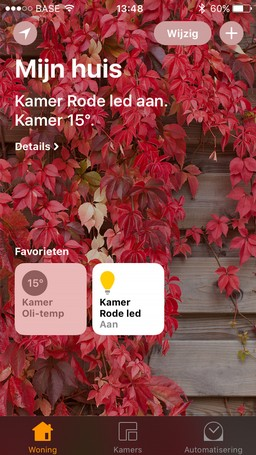 BASE 13:48 60%
Wijzig
Mijn huis
Kamer Rode led aan.
Kamer 15°.
Details
Favorieten
15°
Kamer
Oli-temp
Kamer
Rode led
Aan
Woning Kamers Automatisering